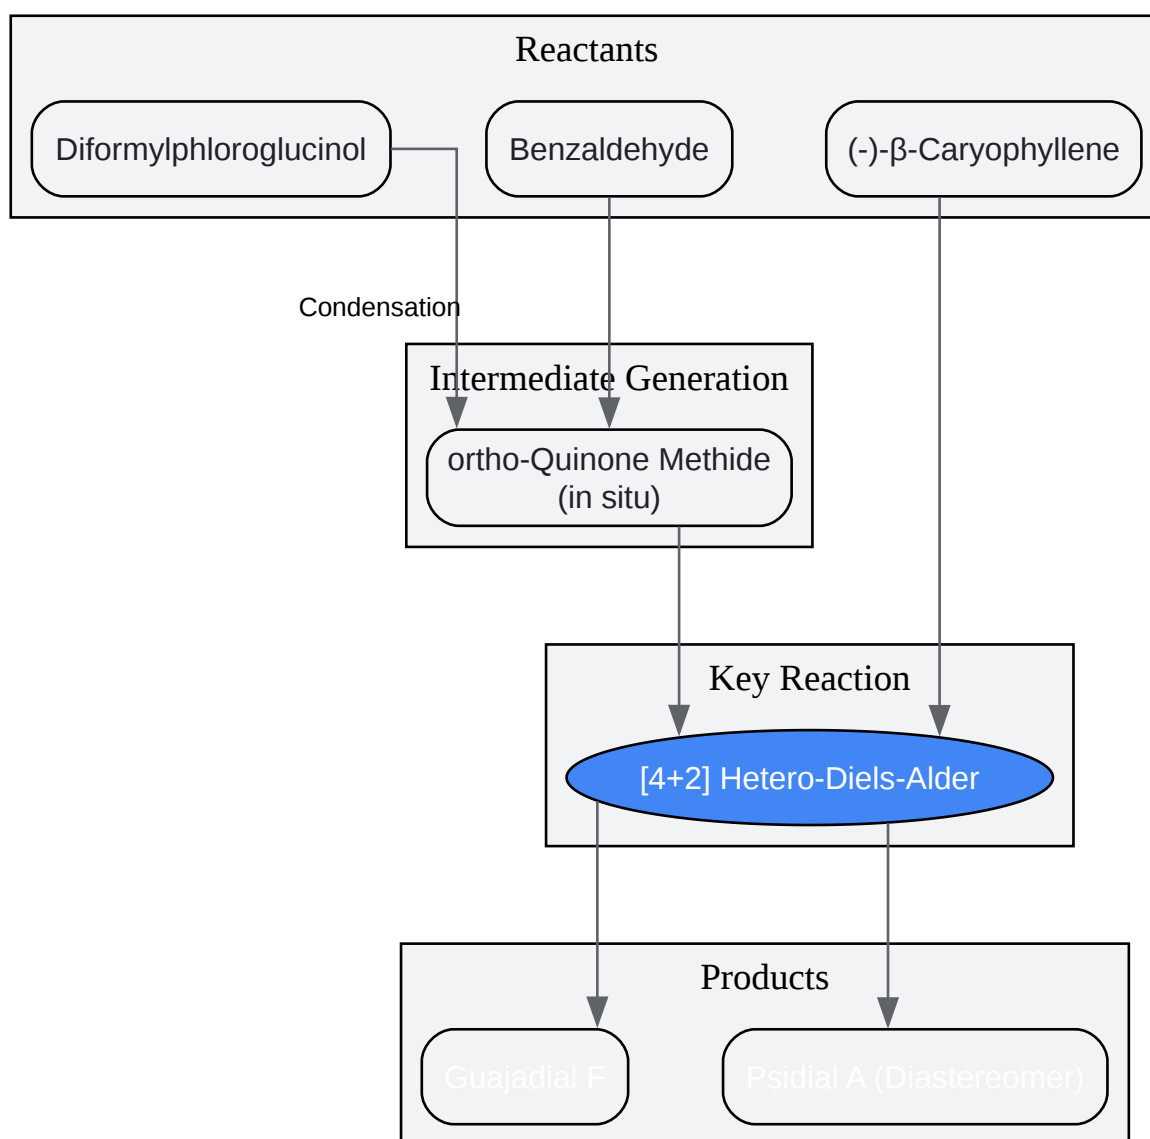 Reactants
Diformylphloroglucinol
Benzaldehyde
(-)-β-Caryophyllene
Condensation
Intermediate Generation
ortho-Quinone Methide
(in situ)
Key Reaction
[4+2] Hetero-Diels-Alder
Products
Guajadial F
Psidial A (Diastereomer)